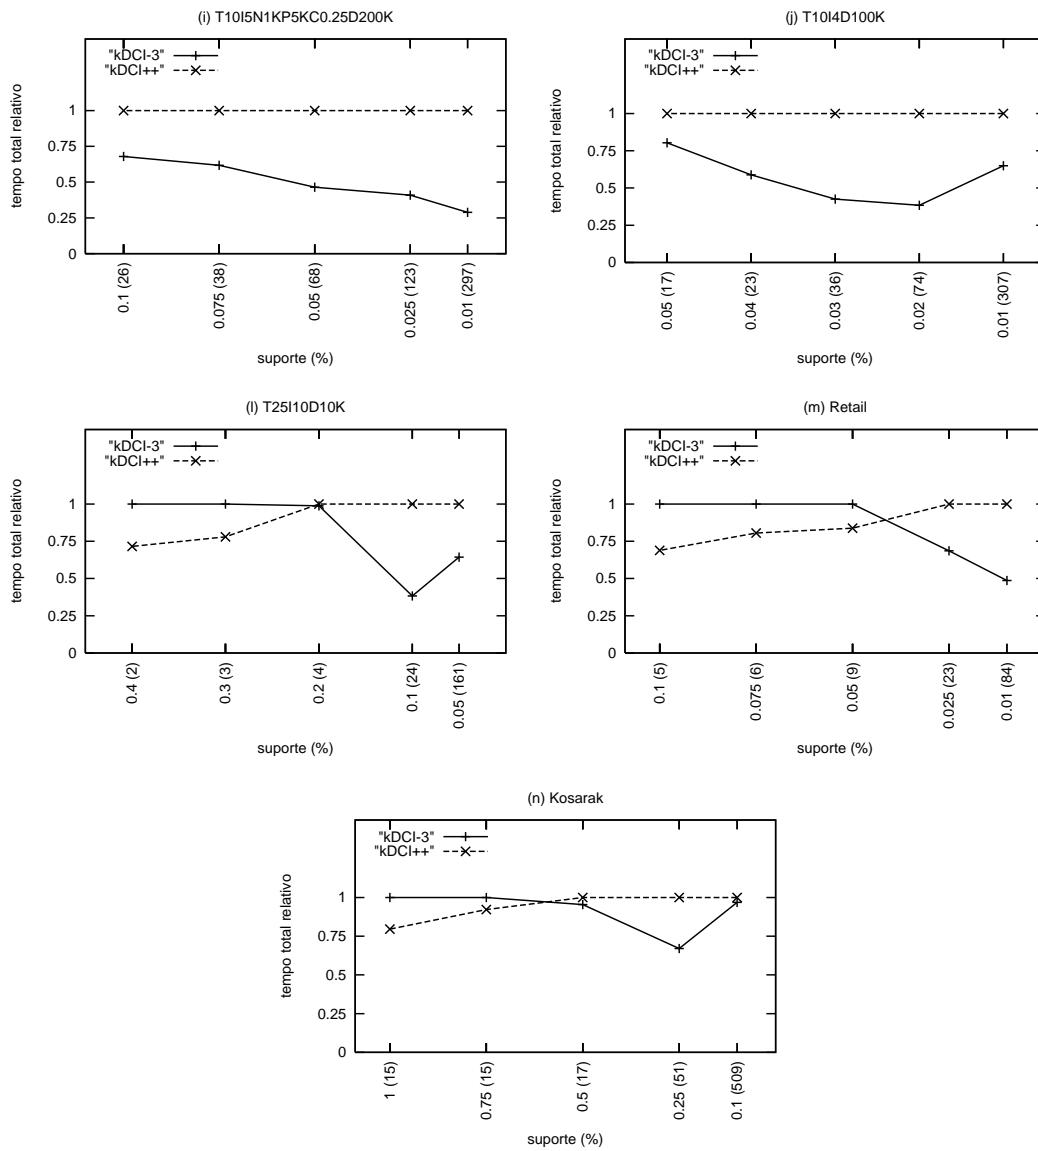 (i) T10I5N1KP5KC0.25D200K
"kDCI-3"
"kDCI++"
tempo total relativo
1
0.75
0.5
0.25
0
0.1 (26)
0.075 (38)
0.05 (68)
0.025 (123)
0.01 (297)
suporte (%)
(j) T10I4D100K
"kDCI-3"
"kDCI++"
tempo total relativo
1
0.75
0.5
0.25
0
0.05 (17)
0.04 (23)
0.03 (36)
0.02 (74)
0.01 (307)
suporte (%)
(l) T25I10D10K
"kDCI-3"
"kDCI++"
tempo total relativo
1
0.75
0.5
0.25
0
0.4 (2)
0.3 (3)
0.2 (4)
0.1 (24)
0.05 (161)
suporte (%)
(m) Retail
"kDCI-3"
"kDCI++"
tempo total relativo
1
0.75
0.5
0.25
0
0.1 (5)
0.075 (6)
0.05 (9)
0.025 (23)
0.01 (84)
suporte (%)
(n) Kosarak
"kDCI-3"
"kDCI++"
tempo total relativo
1
0.75
0.5
0.25
0
1 (15)
0.75 (15)
0.5 (17)
0.25 (51)
0.1 (509)
suporte (%)